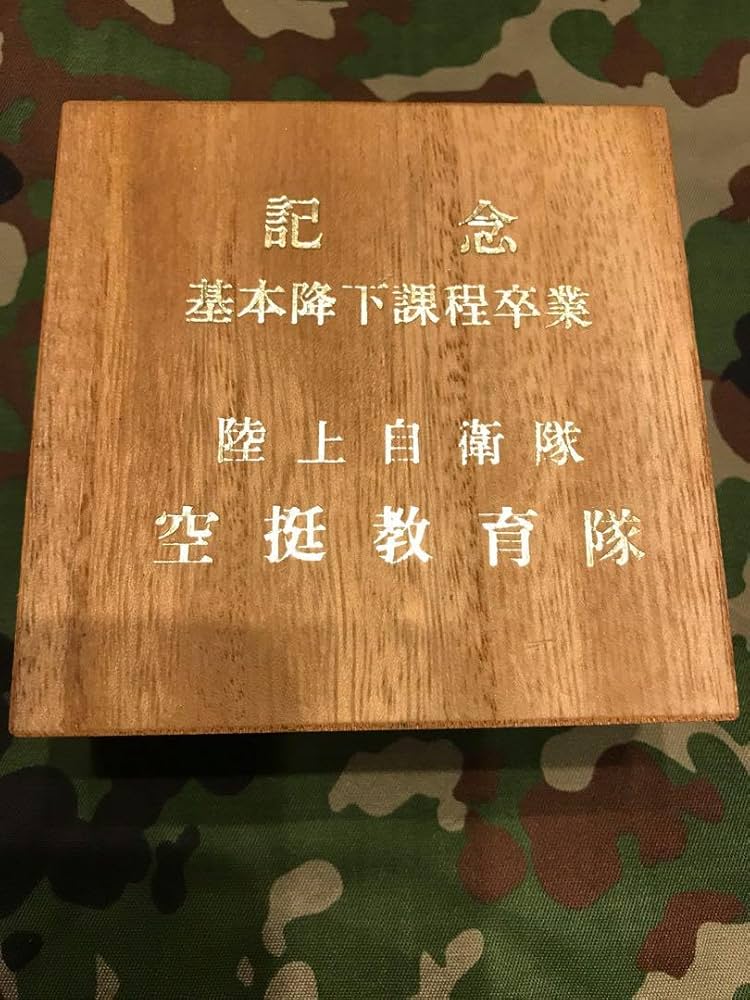 記念
基本降下課程卒業
陸上自衛隊
空挺教育隊